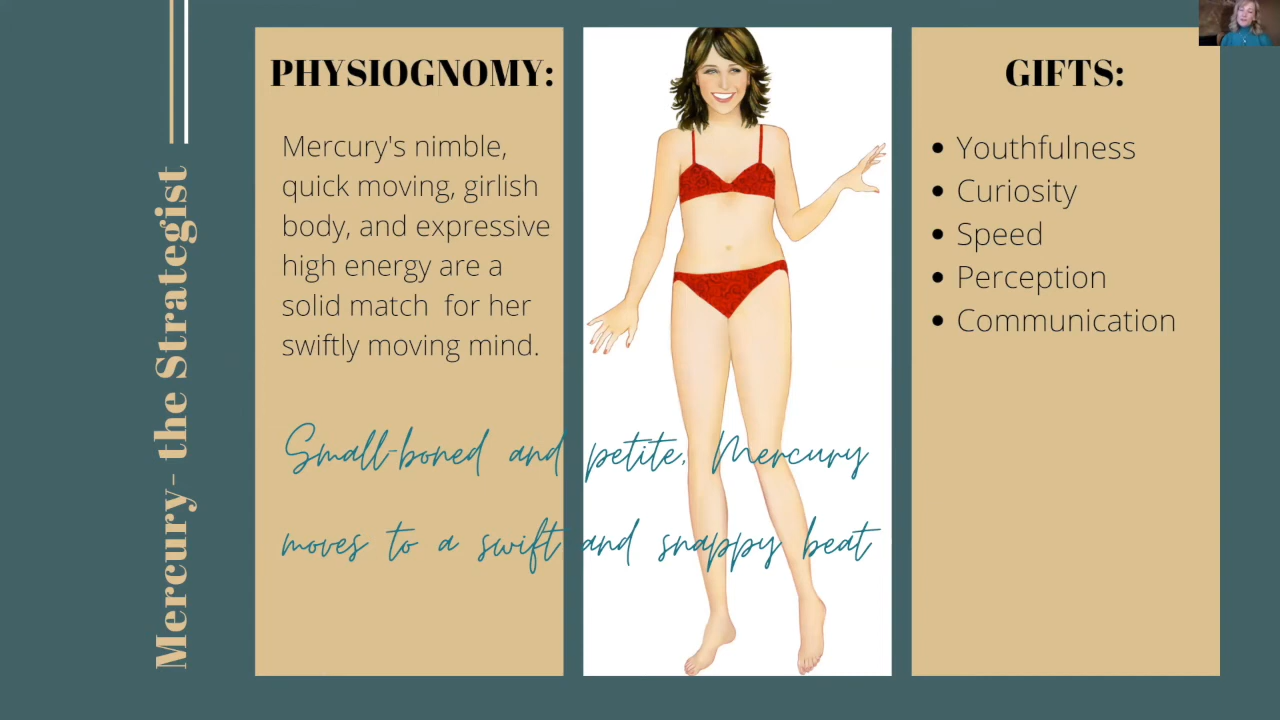 Mercury- the Strategist
PHYSIOGNOMY:
Mercury's nimble,
quick moving, girlish
body, and expressive
high energy are a
solid match for her
swiftly moving mind.
Small-boned and petite, Mercury
moves to a swift and snappy beat
GIFTS:
• Youthfulness
• Curiosity
• Speed
• Perception
• Communication